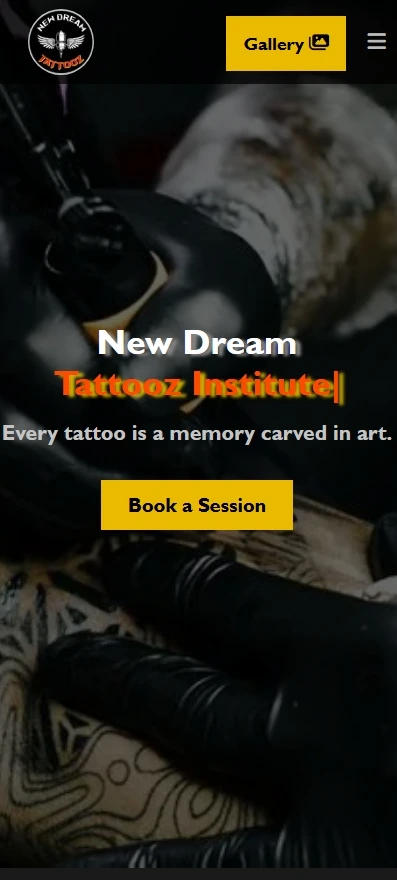 NEW DREAM
TATTOOZ
Gallery
New Dream
Tattooz Institute|
Every tattoo is a memory carved in art.
Book a Session